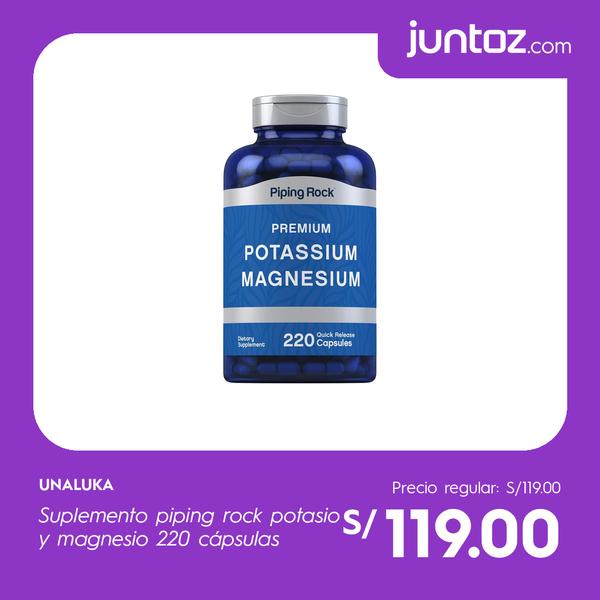 juntoz.com
Piping Rock
PREMIUM
POTASSIUM
MAGNESIUM
Dietary
Supplement
220 Quick Release
Capsules
UNALUKA
Suplemento piping rock potasio
y magnesio 220 cápsulas
Precio regular: S/119.00
S/119.00